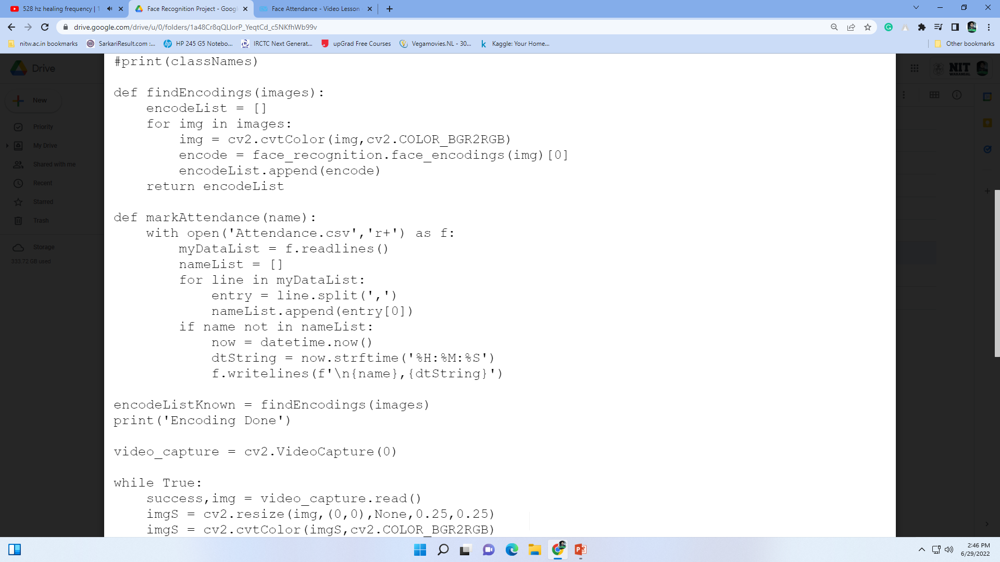 528 hz healing frequency | 1
Face Recognition Project - Goog
Face Attendance - Video Lesson
drive.google.com/drive/u/0/folders/1a48Cr8qQLlorP_YeqtCd_c5NKfhWb99v
nitw.ac.in bookmarks
SarkariResult.com :...
HP 245 G5 Notebo...
IRCTC Next Generat...
upGrad Free Courses
Vegamovies.NL - 30...
Kaggle: Your Home...
Other bookmarks
Drive
NIT
WARANGAL
New
Priority
My Drive
Shared with me
Recent
Starred
Trash
Storage
333.72 GB used
#print(classNames)
def findEncodings(images):
    encodeList = []
    for img in images:
        img = cv2.cvtColor(img,cv2.COLOR_BGR2RGB)
        encode = face_recognition.face_encodings(img)[0]
        encodeList.append(encode)
    return encodeList
def markAttendance(name):
    with open('Attendance.csv','r+') as f:
        myDataList = f.readlines()
        nameList = []
        for line in myDataList:
            entry = line.split(',')
            nameList.append(entry[0])
        if name not in nameList:
            now = datetime.now()
            dtString = now.strftime('%H:%M:%S')
            f.writelines(f'\n{name},{dtString}')
encodeListKnown = findEncodings(images)
print('Encoding Done')
video_capture = cv2.VideoCapture(0)
while True:
    success,img = video_capture.read()
    imgS = cv2.resize(img,(0,0),None,0.25,0.25)
    imgS = cv2.cvtColor(imgS,cv2.COLOR_BGR2RGB)
2:46 PM
6/29/2022